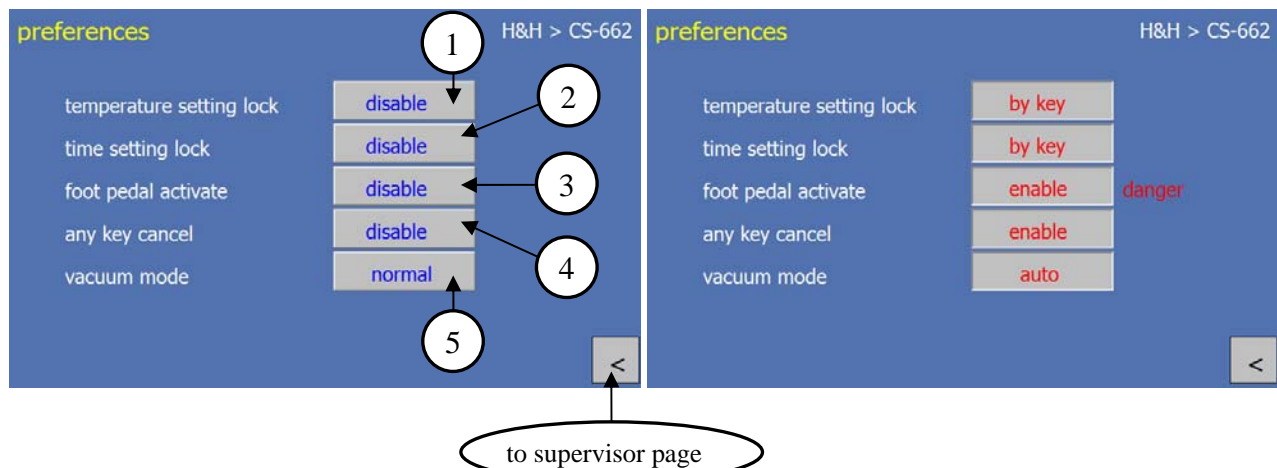 preferences H&H > CS-662
1
temperature setting lock disable
2
time setting lock disable
foot pedal activate disable
3
any key cancel disable
4
vacuum mode normal
5
<
to supervisor page
preferences H&H > CS-662
temperature setting lock by key
time setting lock by key
foot pedal activate enable danger
any key cancel enable
vacuum mode auto
<